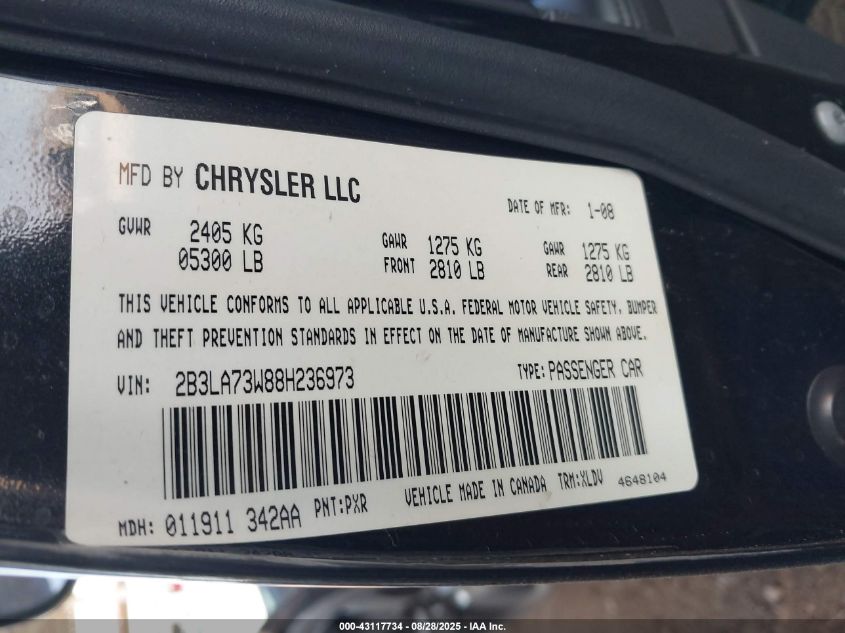 MFD BY CHRYSLER LLC
DATE OF MFR: 1-08
GVWR 2405 KG GAWR 1275 KG GAWR 1275 KG
05300 LB FRONT 2810 LB REAR 2810 LB
THIS VEHICLE CONFORMS TO ALL APPLICABLE U.S.A. FEDERAL MOTOR VEHICLE SAFETY, BUMPER
AND THEFT PREVENTION STANDARDS IN EFFECT ON THE DATE OF MANUFACTURE SHOWN ABOVE.
VIN: 2B3LA73W88H236973 TYPE: PASSENGER CAR
MDH: 011911 342AA PNT:PXR VEHICLE MADE IN CANADA TRM:XLDV 4648104
000-43117734 - 08/28/2025 - IAA Inc.